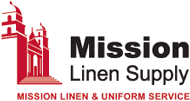 Mission
Linen Supply
MISSION LINEN & UNIFORM SERVICE